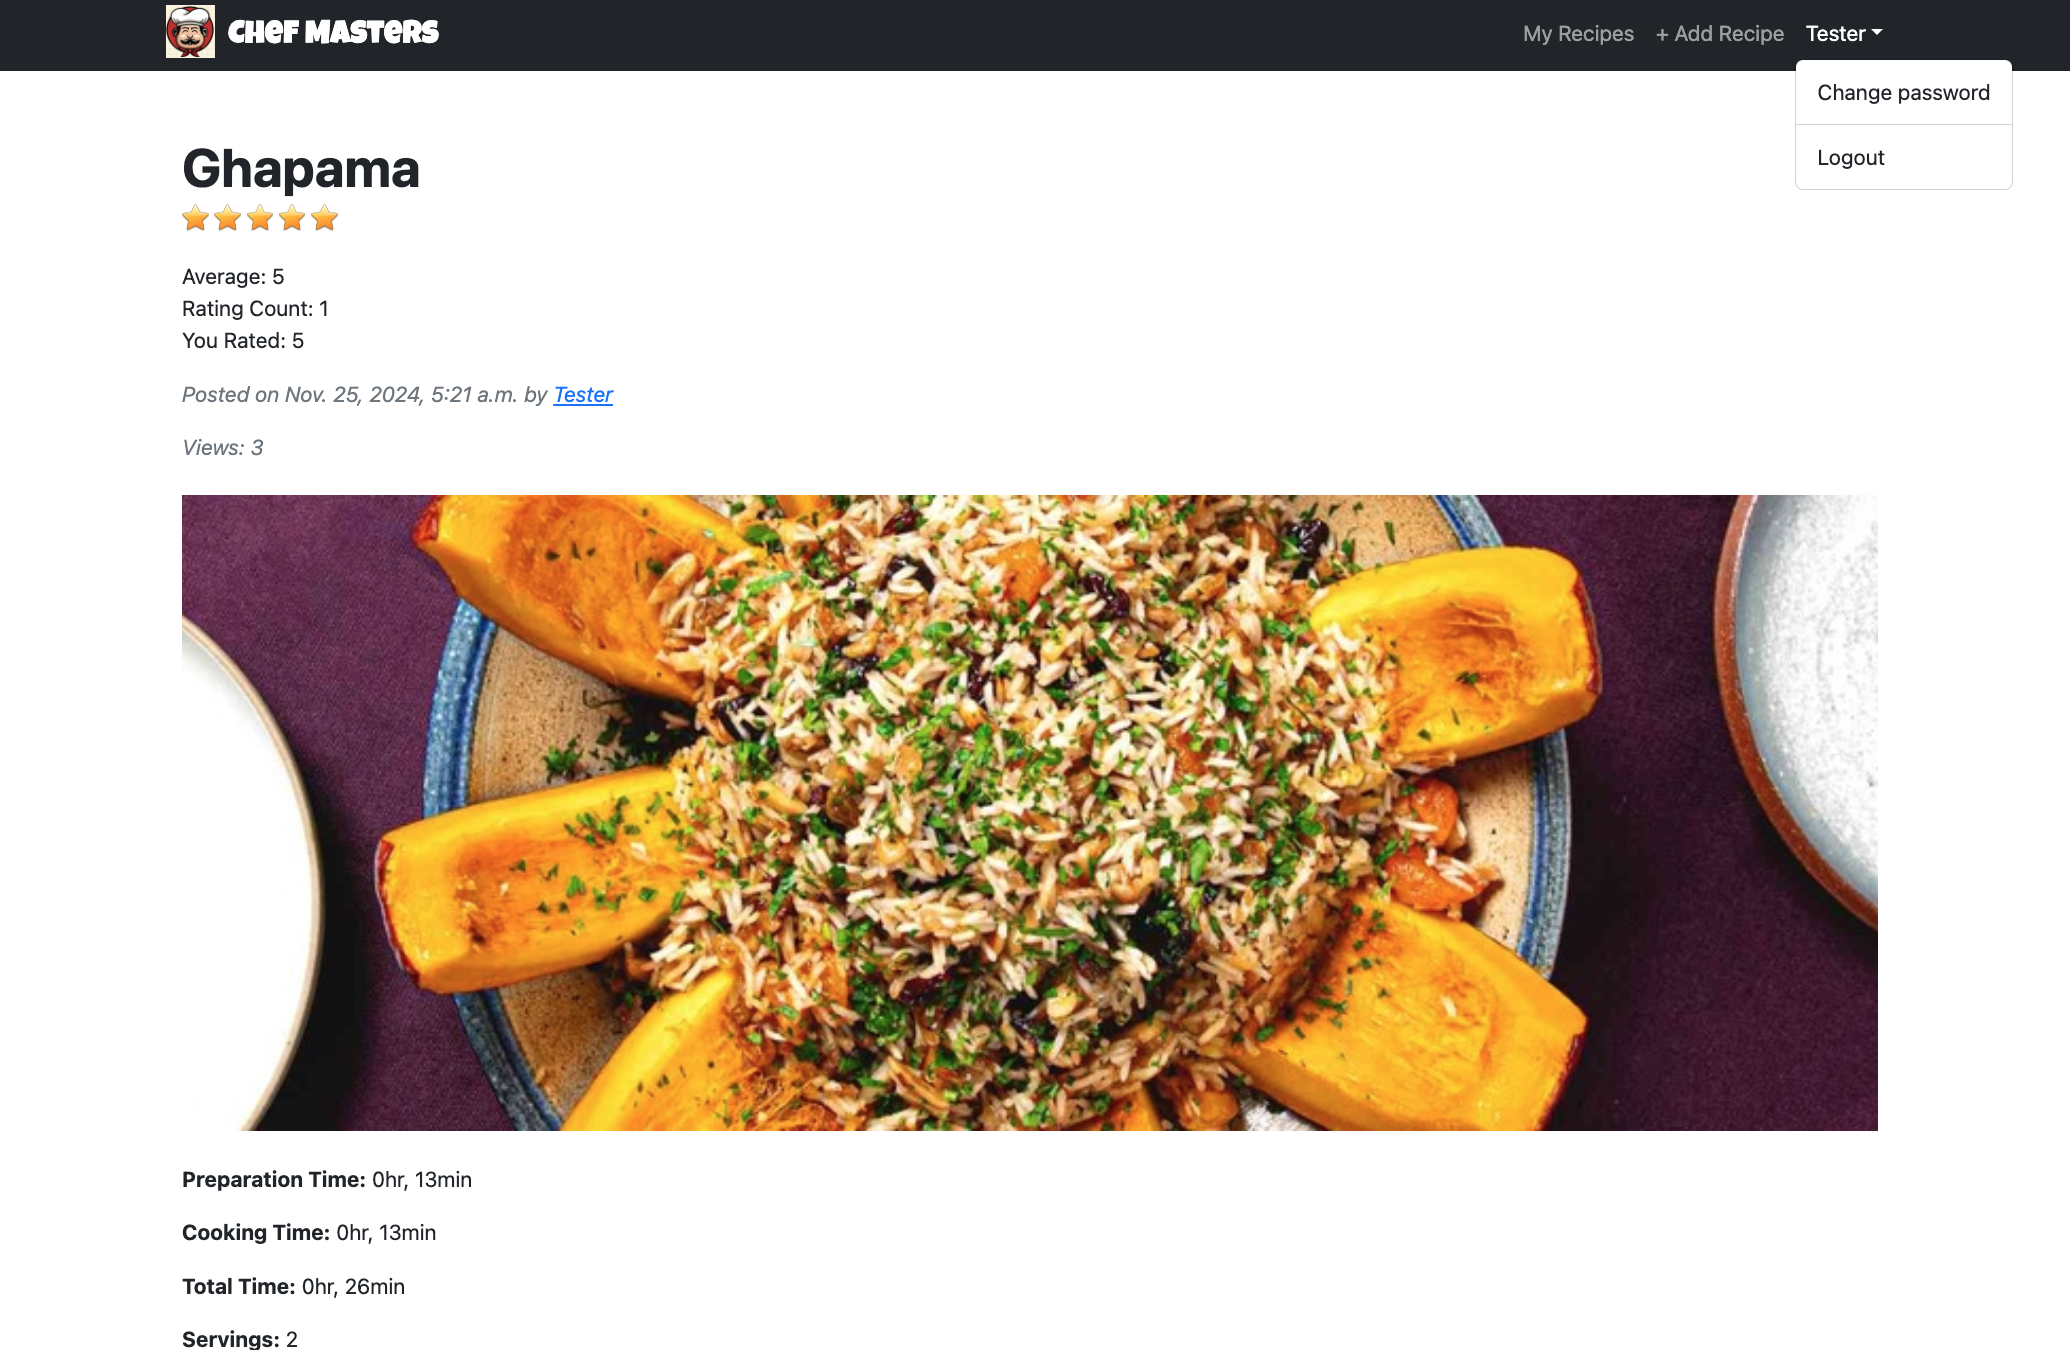 CHEF MASTERS
My Recipes + Add Recipe Tester
Change password
Logout
Ghapama
Average: 5
Rating Count: 1
You Rated: 5
Posted on Nov. 25, 2024, 5:21 a.m. by Tester
Views: 3
Preparation Time: 0hr, 13min
Cooking Time: 0hr, 13min
Total Time: 0hr, 26min
Servings: 2